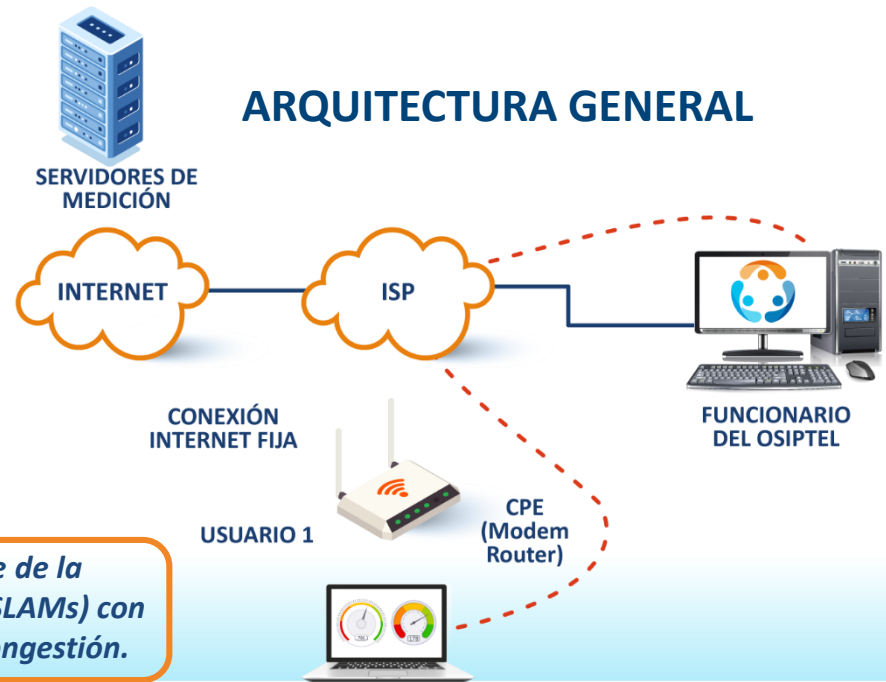 ARQUITECTURA GENERAL
SERVIDORES DE
MEDICIÓN
INTERNET
ISP
FUNCIONARIO
DEL OSIPTEL
CONEXIÓN
INTERNET FIJA
USUARIO 1
CPE
(Modem
Router)
de la
SLAMs) con
ongestión.